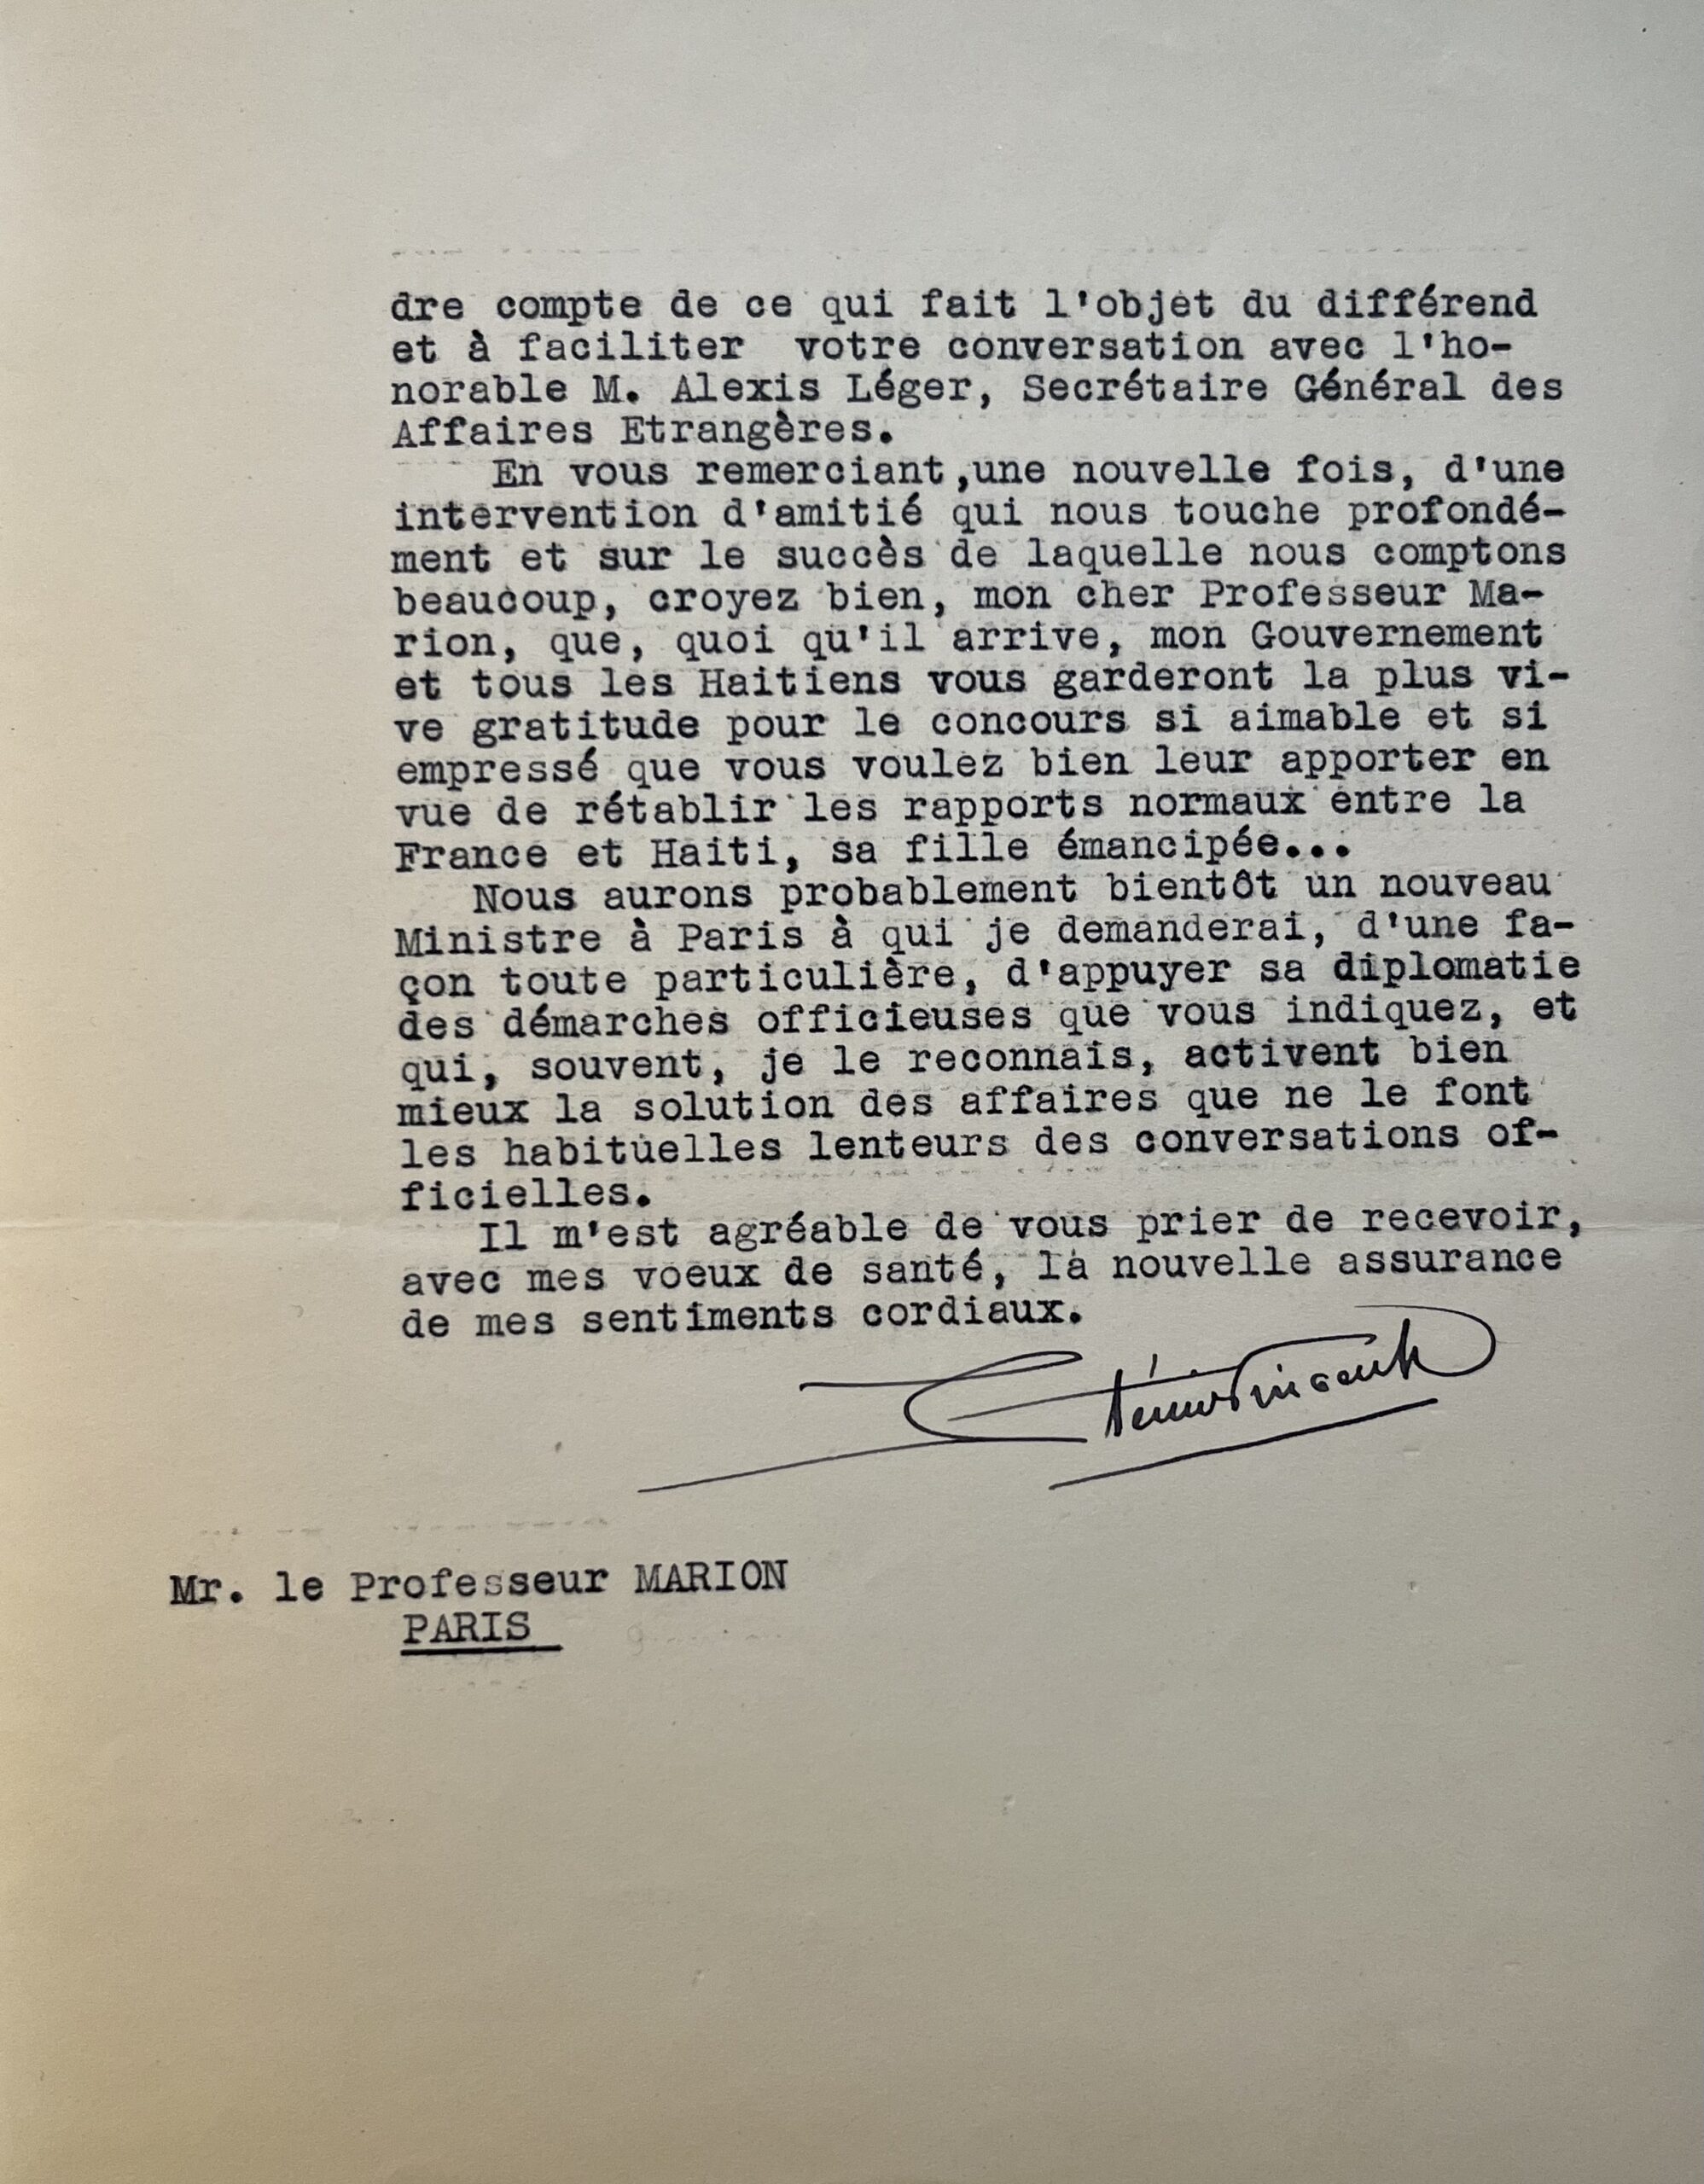 dre compte de ce qui fait l'objet du différend
et à faciliter votre conversation avec l'ho-
norable M. Alexis Léger, Secrétaire Général des
Affaires Etrangères.
En vous remerciant,une nouvelle fois, d'une
intervention d'amitié qui nous touche profondé-
ment et sur le succès de laquelle nous comptons
beaucoup, croyez bien, mon cher Professeur Ma-
rion, que, quoi qu'il arrive, mon Gouvernement
et tous les Haitiens vous garderont la plus vi-
ve gratitude pour le concours si aimable et si
empressé que vous voulez bien leur apporter en
vue de rétablir les rapports normaux entre la
France et Haiti, sa fille émancipée...
Nous aurons probablement bientôt un nouveau
Ministre à Paris à qui je demanderai, d'une fa-
çon toute particulière, d'appuyer sa diplomatie
des démarches officieuses que vous indiquez, et
qui, souvent, je le reconnais, activent bien
mieux la solution des affaires que ne le font
les habituelles lenteurs des conversations of-
ficielles.
Il m'est agréable de vous prier de recevoir,
avec mes voeux de santé, la nouvelle assurance
de mes sentiments cordiaux.
Sténio Vincent
Mr. le Professeur MARION
PARIS